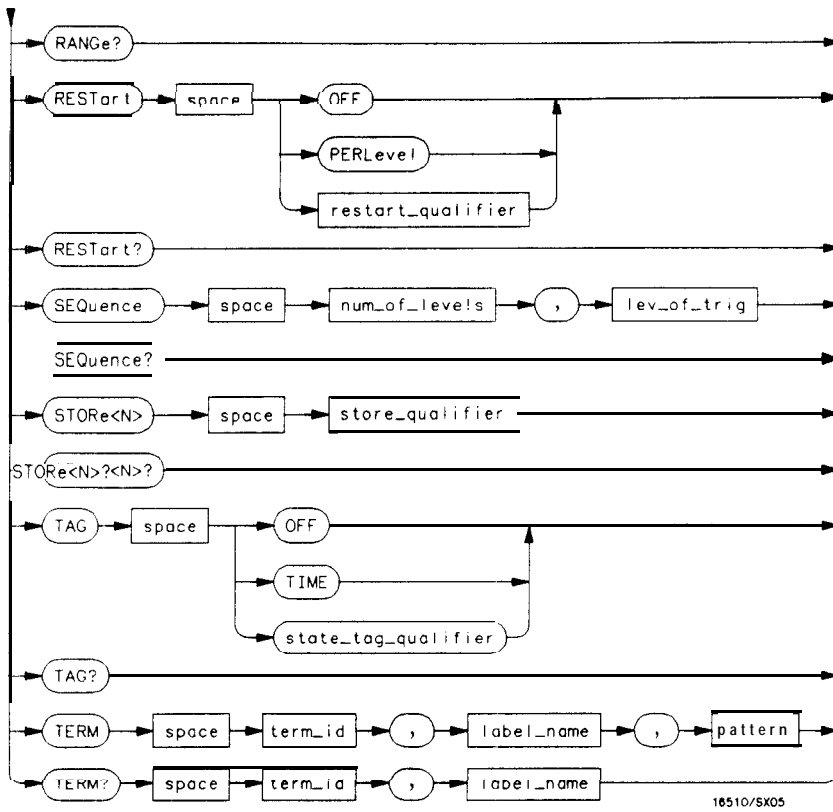 RANGe?
RESTart space OFF
PERLevel
restart_qualifier
RESTart?
SEQuence space num_of_levels , lev_of_trig
SEQuence?
STORe<N> space store_qualifier
STORe<N>?<N>?
TAG space OFF
TIME
state_tag_qualifier
TAG?
TERM space term_id , label_name , pattern
TERM? space term_id , label_name
16510/SX05